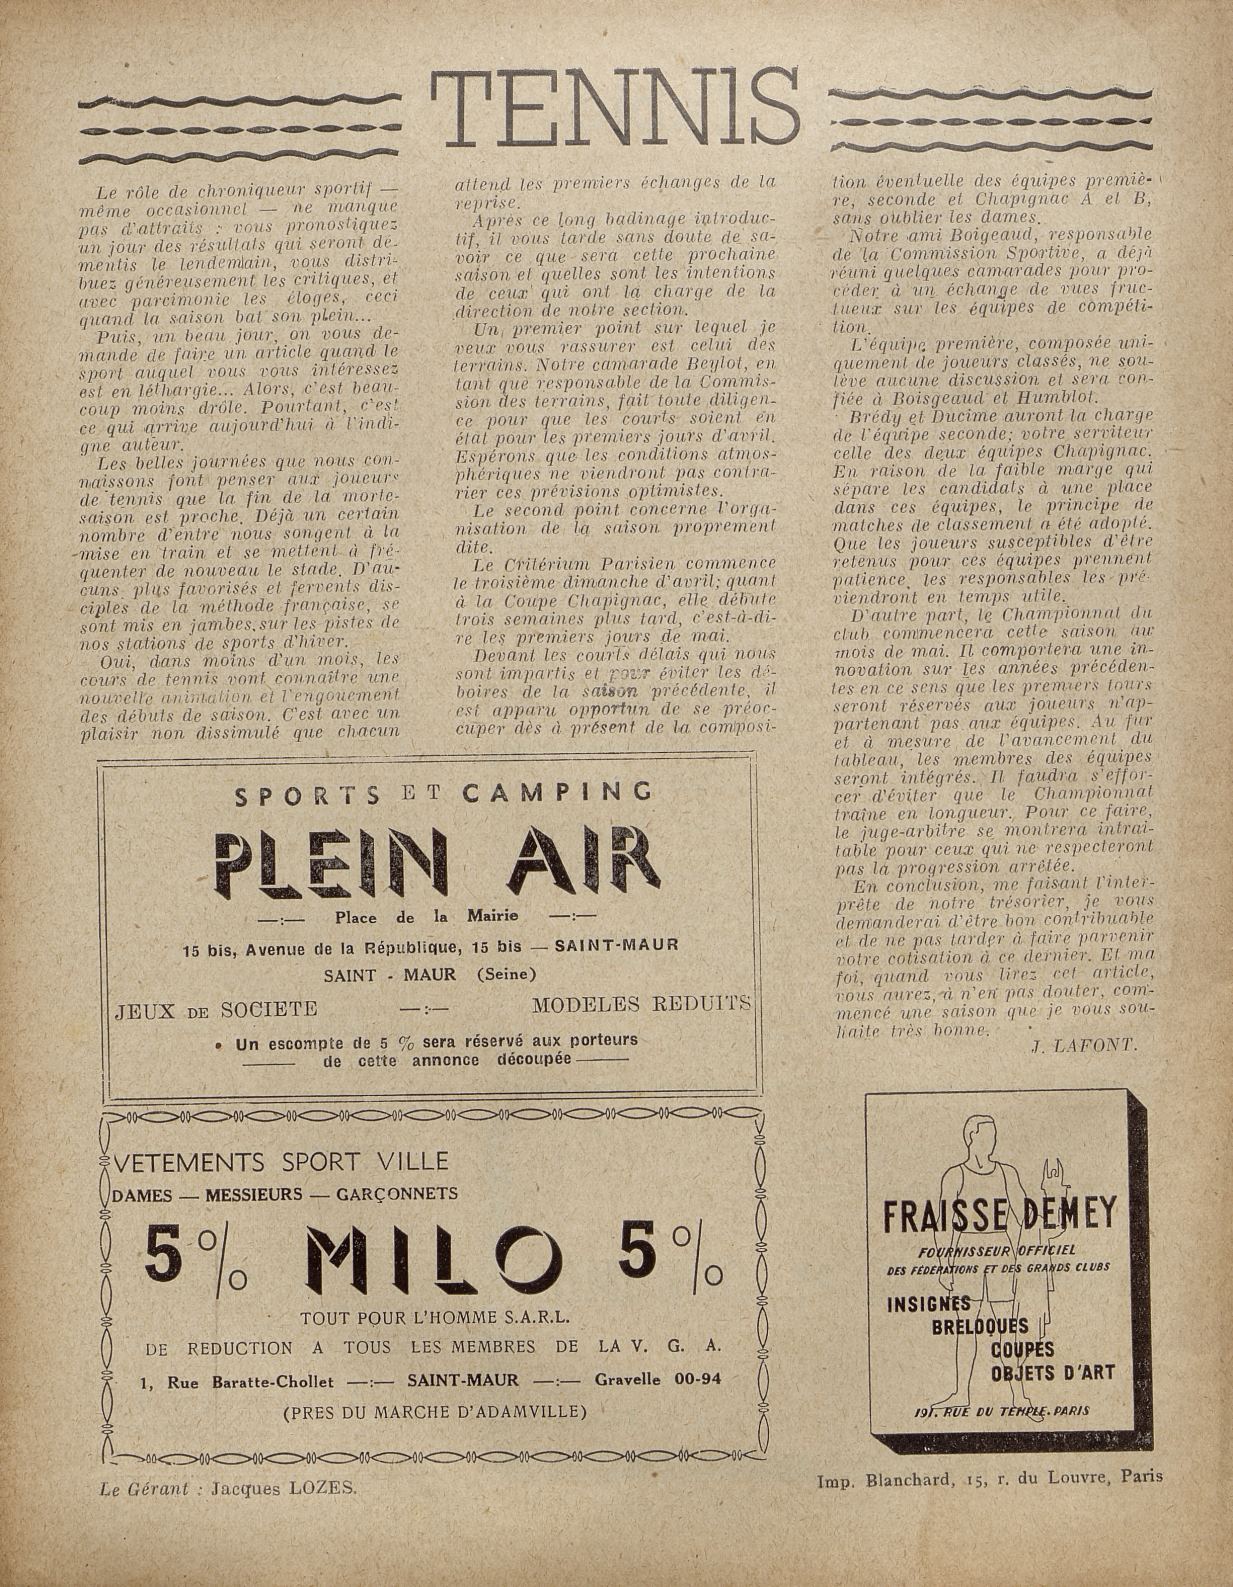 TENNIS
Le rôle de chroniqueur sportif —
même occasionnel — ne manque
pas d'attraits : vous pronostiquez
un jour des résultats qui seront dé-
mentis le lendemain, vous distri-
buez généreusement les critiques, et
avec parcimonie les éloges, ceci
quand la saison bat son plein...
Puis, un beau jour, on vous de-
mande de faire un article quand le
sport auquel vous vous intéressez
est en léthargie... Alors, c'est beau-
coup moins drôle. Pourtant, c'est
ce qui arrive aujourd'hui à l'indi-
gne auteur.
Les belles journées que nous con-
naissons font penser aux joueurs
de tennis que la fin de la morte-
saison est proche. Déjà un certain
nombre d'entre nous songent à la
mise en train et se mettent à fré-
quenter de nouveau le stade. D'au-
cuns plus favorisés et fervents dis-
ciples de la méthode française, se
sont mis en jambes sur les pistes de
nos stations de sports d'hiver.
Oui, dans moins d'un mois, les
cours de tennis vont connaître une
nouvelle animation et l'engouement
des débuts de saison. C'est avec un
plaisir non dissimulé que chacun
attend les premiers échanges de la
reprise.
Après ce long badinage introduc-
tif, il vous tarde sans doute de sa-
voir ce que sera cette prochaine
saison et quelles sont les intentions
de ceux qui ont la charge de la
direction de notre section.
Un premier point sur lequel je
veux vous rassurer est celui des
terrains. Notre camarade Beylot, en
tant que responsable de la Commis-
sion des terrains, fait toute diligen-
ce pour que les courts soient en
état pour les premiers jours d'avril.
Espérons que les conditions atmos-
phériques ne viendront pas contra-
rier ces prévisions optimistes.
Le second point concerne l'orga-
nisation de la saison proprement
dite.
Le Critérium Parisien commence
le troisième dimanche d'avril; quant
à la Coupe Chapignac, elle débute
trois semaines plus tard, c'est-à-di-
re les premiers jours de mai.
Devant les courts délais qui nous
sont impartis et pour éviter les dé-
boires de la saison précédente, il
est apparu opportun de se préoc-
cuper dès à présent de la composi-
tion éventuelle des équipes premiè-
re, seconde et Chapignac A et B,
sans oublier les dames.
Notre ami Boigeaud, responsable
de la Commission Sportive, a déjà
réuni quelques camarades pour pro-
céder à un échange de vues fruc-
tueux sur les équipes de compéti-
tion.
L'équipe première, composée uni-
quement de joueurs classés, ne sou-
lève aucune discussion et sera con-
fiée à Boisgeaud et Humblot.
Brédy et Ducime auront la charge
de l'équipe seconde; votre serviteur
celle des deux équipes Chapignac.
En raison de la faible marge qui
sépare les candidats à une place
dans ces équipes, le principe de
matches de classement a été adopté.
Que les joueurs susceptibles d'être
retenus pour ces équipes prennent
patience, les responsables les pré-
viendront en temps utile.
D'autre part, le Championnat du
club commencera cette saison au
mois de mai. Il comportera une in-
novation sur les années précéden-
tes en ce sens que les premiers tours
seront réservés aux joueurs n'ap-
partenant pas aux équipes. Au fur
et à mesure de l'avancement du
tableau, les membres des équipes
seront intégrés. Il faudra s'effor-
cer d'éviter que le Championnat
traîne en longueur. Pour ce faire,
le juge-arbitre se montrera intrai-
table pour ceux qui ne respecteront
pas la progression arrêtée.
En conclusion, me faisant l'inter-
prète de notre trésorier, je vous
demanderai d'être bon contribuable
et de ne pas tarder à faire parvenir
votre cotisation à ce dernier. Et ma
foi, quand vous lirez cet article,
vous aurez, à n'en pas douter, com-
mencé une saison que je vous sou-
haite très bonne.
J. LAFONT.
SPORTS ET CAMPING
PLEIN AIR
—:— Place de la Mairie —:—
15 bis, Avenue de la République, 15 bis — SAINT-MAUR
SAINT - MAUR (Seine)
JEUX DE SOCIETE —:— MODELES REDUITS
• Un escompte de 5 % sera réservé aux porteurs
de cette annonce découpée
VETEMENTS SPORT VILLE
DAMES — MESSIEURS — GARÇONNETS
5% MILO 5%
TOUT POUR L'HOMME S.A.R.L.
DE REDUCTION A TOUS LES MEMBRES DE LA V. G. A.
1, Rue Baratte-Chollet —:— SAINT-MAUR —:— Gravelle 00-94
(PRES DU MARCHE D'ADAMVILLE)
FRAISSE DEMEY
FOURNISSEUR OFFICIEL
DES FÉDÉRATIONS ET DES GRANDS CLUBS
INSIGNES
BRELOQUES
COUPES
OBJETS D'ART
191. RUE DU TEMPLE. PARIS
Le Gérant : Jacques LOZES.
Imp. Blanchard, 15, r. du Louvre, Paris